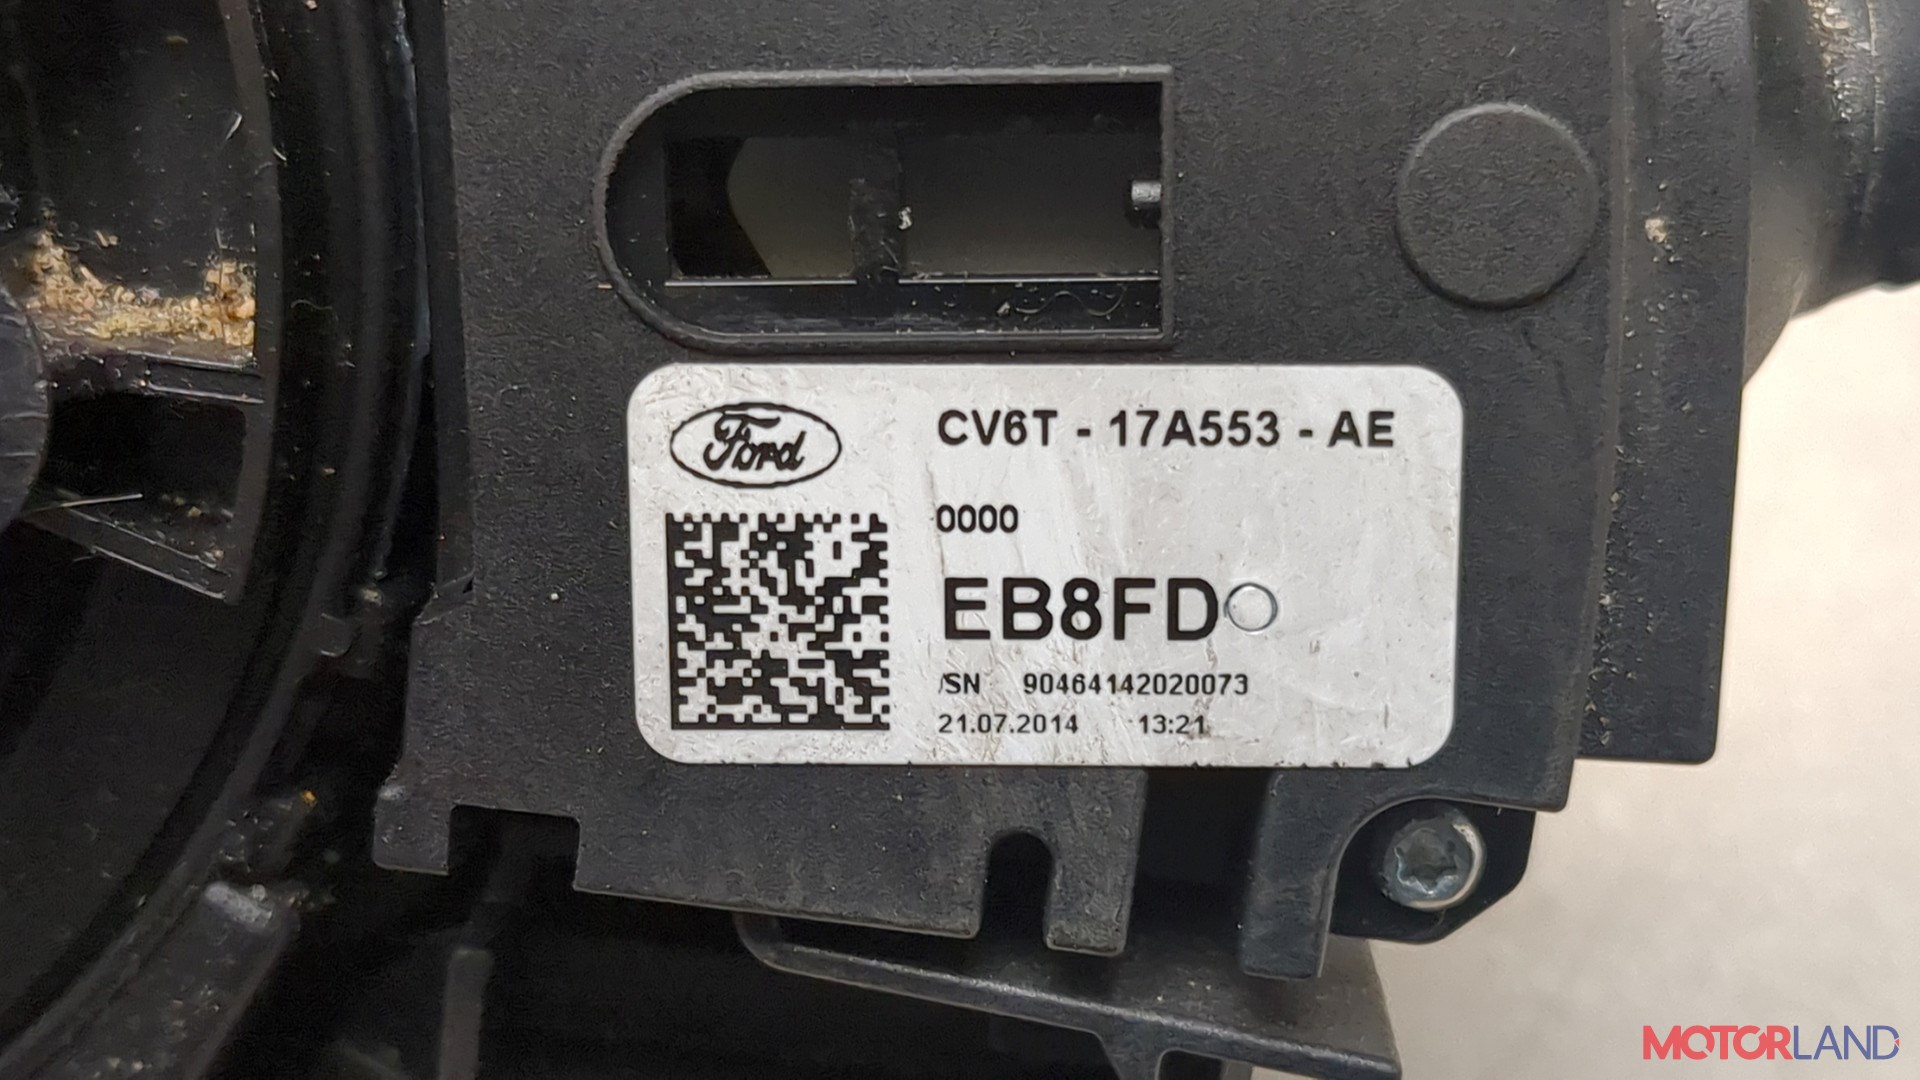 Ford
CV6T - 17A553 - AE
0000
EB8FD
/SN 90464142020073
21.07.2014 13:21
MOTORLAND